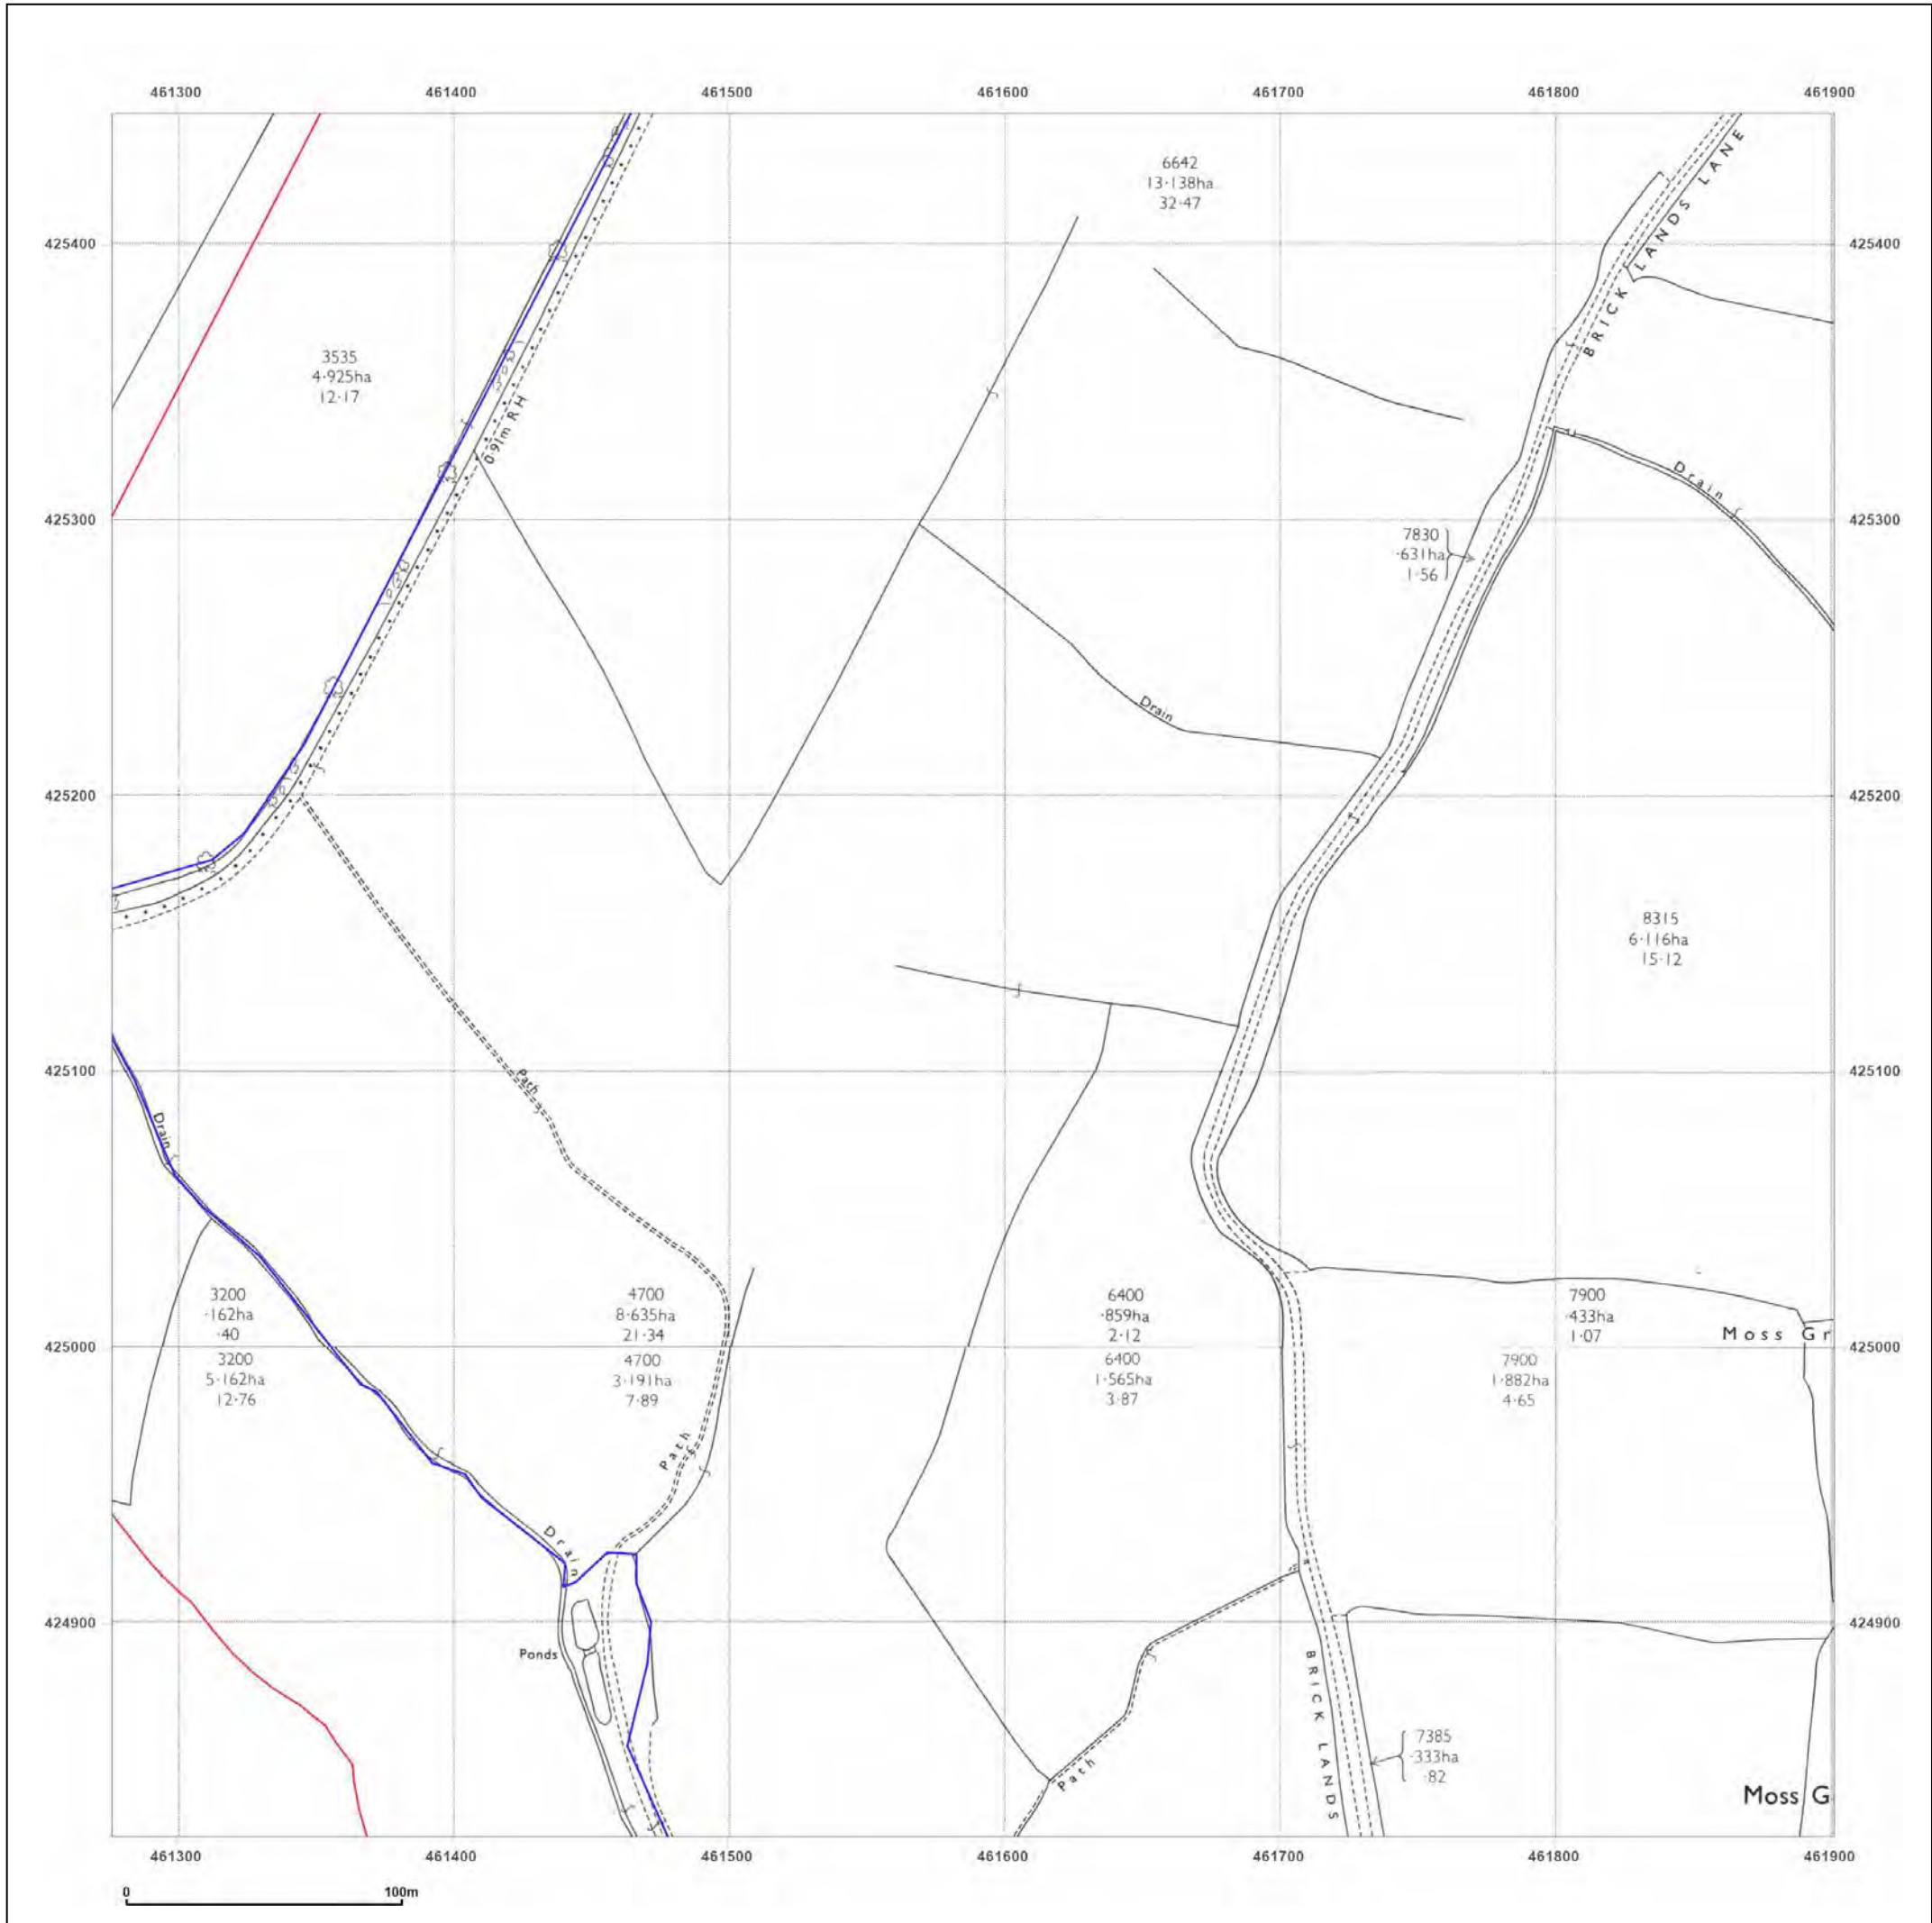 461300 461400 461500 461600 461700 461800 461900
6642
13·138ha
32·47
BRICK LANDS LANE
425400 425400
3535
4·925ha
12·17
0·91m RH
Drain
425300 425300
7830
·631ha
1·56
Drain
425200 425200
8315
6·116ha
15·12
Path
425100 425100
Drain
3200
·162ha
·40
4700
8·635ha
21·34
6400
·859ha
2·12
7900
·433ha
1·07
Moss Gr
425000 425000
3200
5·162ha
12·76
4700
3·191ha
7·89
6400
1·565ha
3·87
7900
1·882ha
4·65
Path
Drain
424900 424900
Ponds
BRICK LANDS
7385
·333ha
·82
Path
Moss G
461300 461400 461500 461600 461700 461800 461900
0 100m